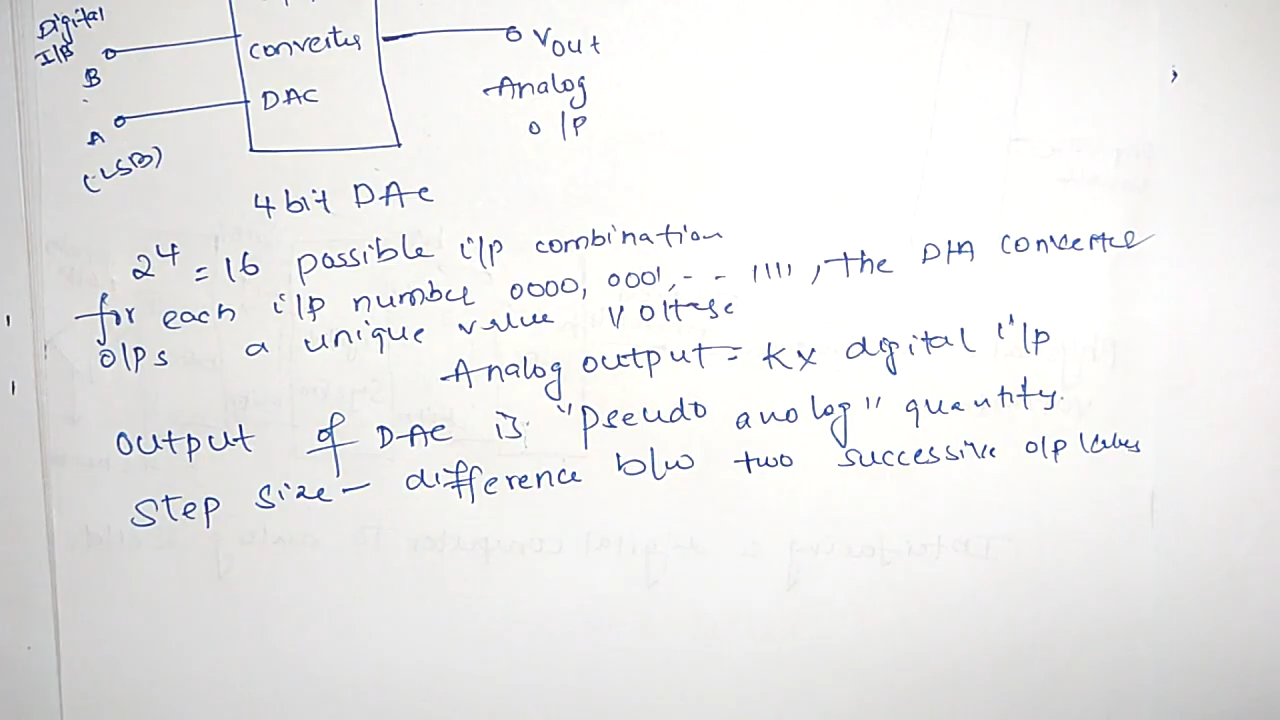 Digital
I/P
B
A
(LSB)
converter
DAC
Vout
Analog
o/p
4 bit DAC
2⁴ = 16 possible i/p combination
for each i/p number 0000, 0001, - - 1111, the D/A converter
o/ps a unique value voltage
Analog output = K x digital i/p
output of DAC is "pseudo analog" quantity.
step size - difference b/w two successive o/p